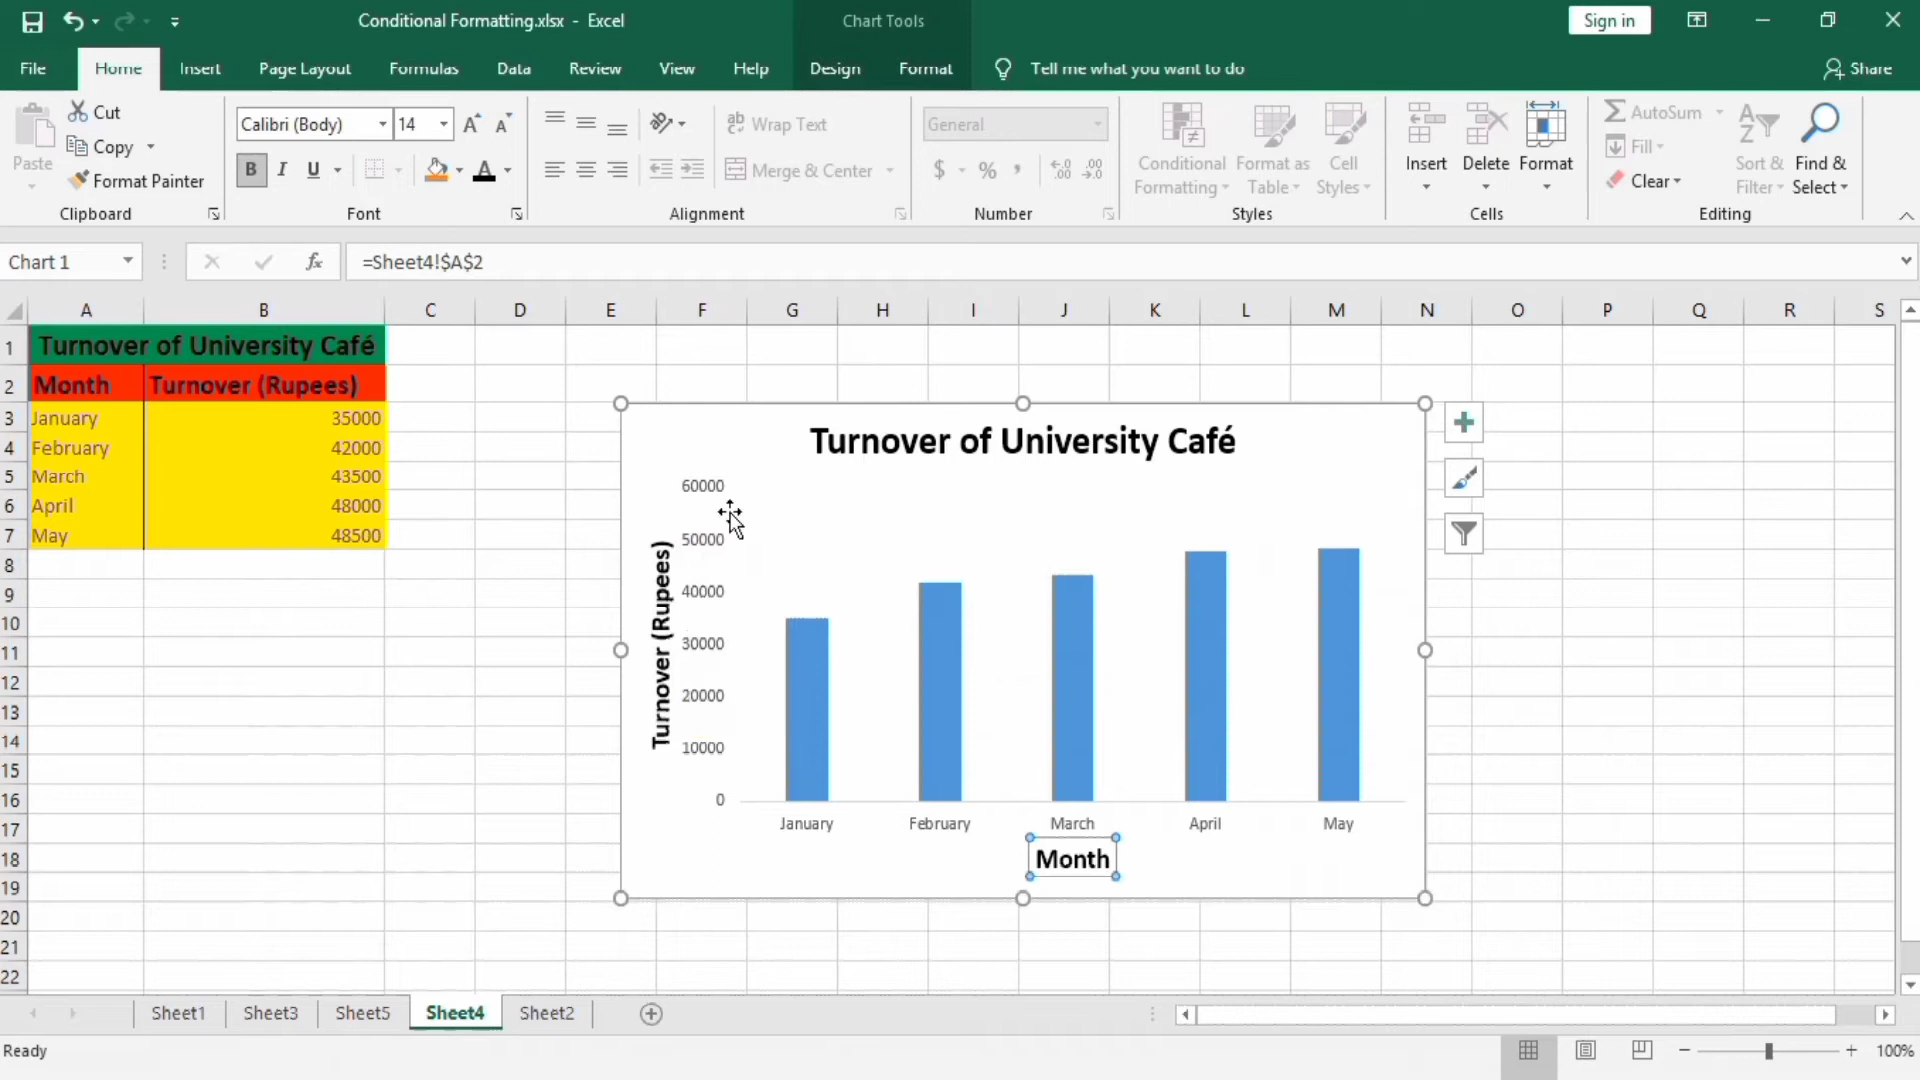 Conditional Formatting.xlsx - Excel
Chart Tools
Sign in
File Home Insert Page Layout Formulas Data Review View Help Design Format Tell me what you want to do Share
Paste
Cut
Copy
Format Painter
Clipboard
Calibri (Body) 14 A A
B I U A
Font
ab Wrap Text
Merge & Center
Alignment
General
$ % , .0 .00
Number
Conditional Formatting
Format as Table
Cell Styles
Styles
Insert
Delete
Format
Cells
AutoSum
Fill
Clear
Sort & Filter
Find & Select
Editing
Chart 1 fx =Sheet4!$A$2
A B C D E F G H I J K L M N O P Q R S
1 Turnover of University Café
2 Month Turnover (Rupees)
3 January 35000
4 February 42000
5 March 43500
6 April 48000
7 May 48500
8
9
10
11
12
13
14
15
16
17
18
19
20
21
22
Turnover of University Café
Turnover (Rupees)
60000
50000
40000
30000
20000
10000
0
January February March April May
Month
Sheet1 Sheet3 Sheet5 Sheet4 Sheet2
Ready
100%